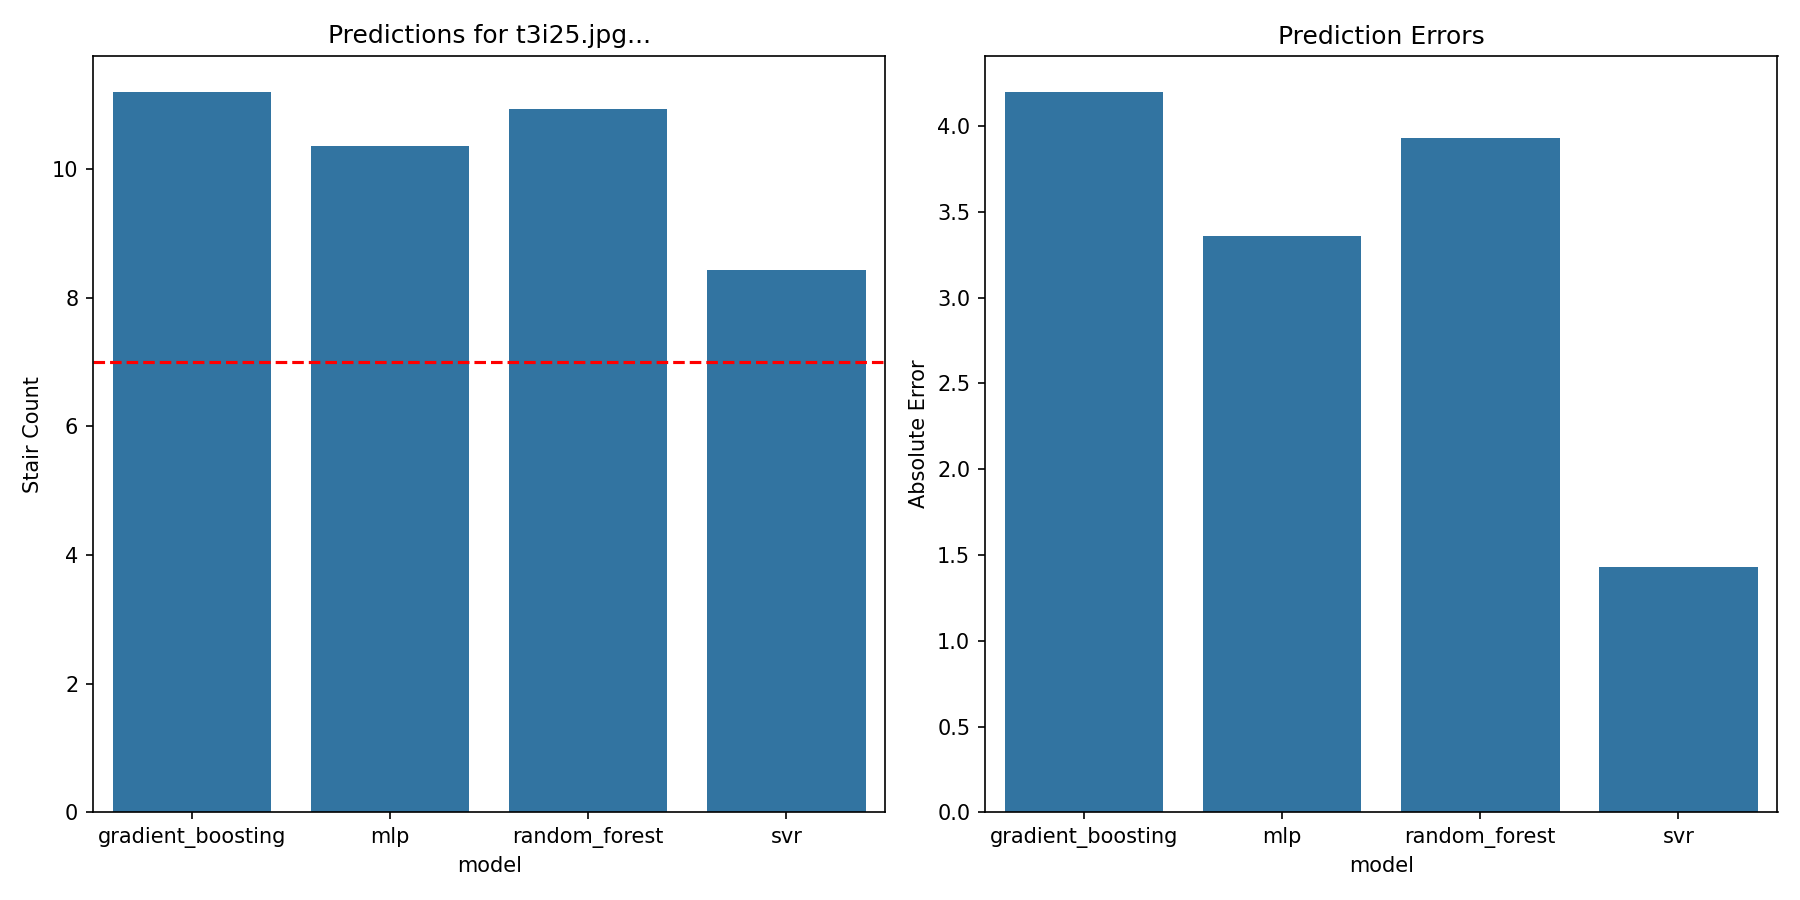 Predictions for t3i25.jpg...
Stair Count
10
8
6
4
2
0
gradient_boosting mlp random_forest svr
model
Prediction Errors
Absolute Error
4.0
3.5
3.0
2.5
2.0
1.5
1.0
0.5
0.0
gradient_boosting mlp random_forest svr
model